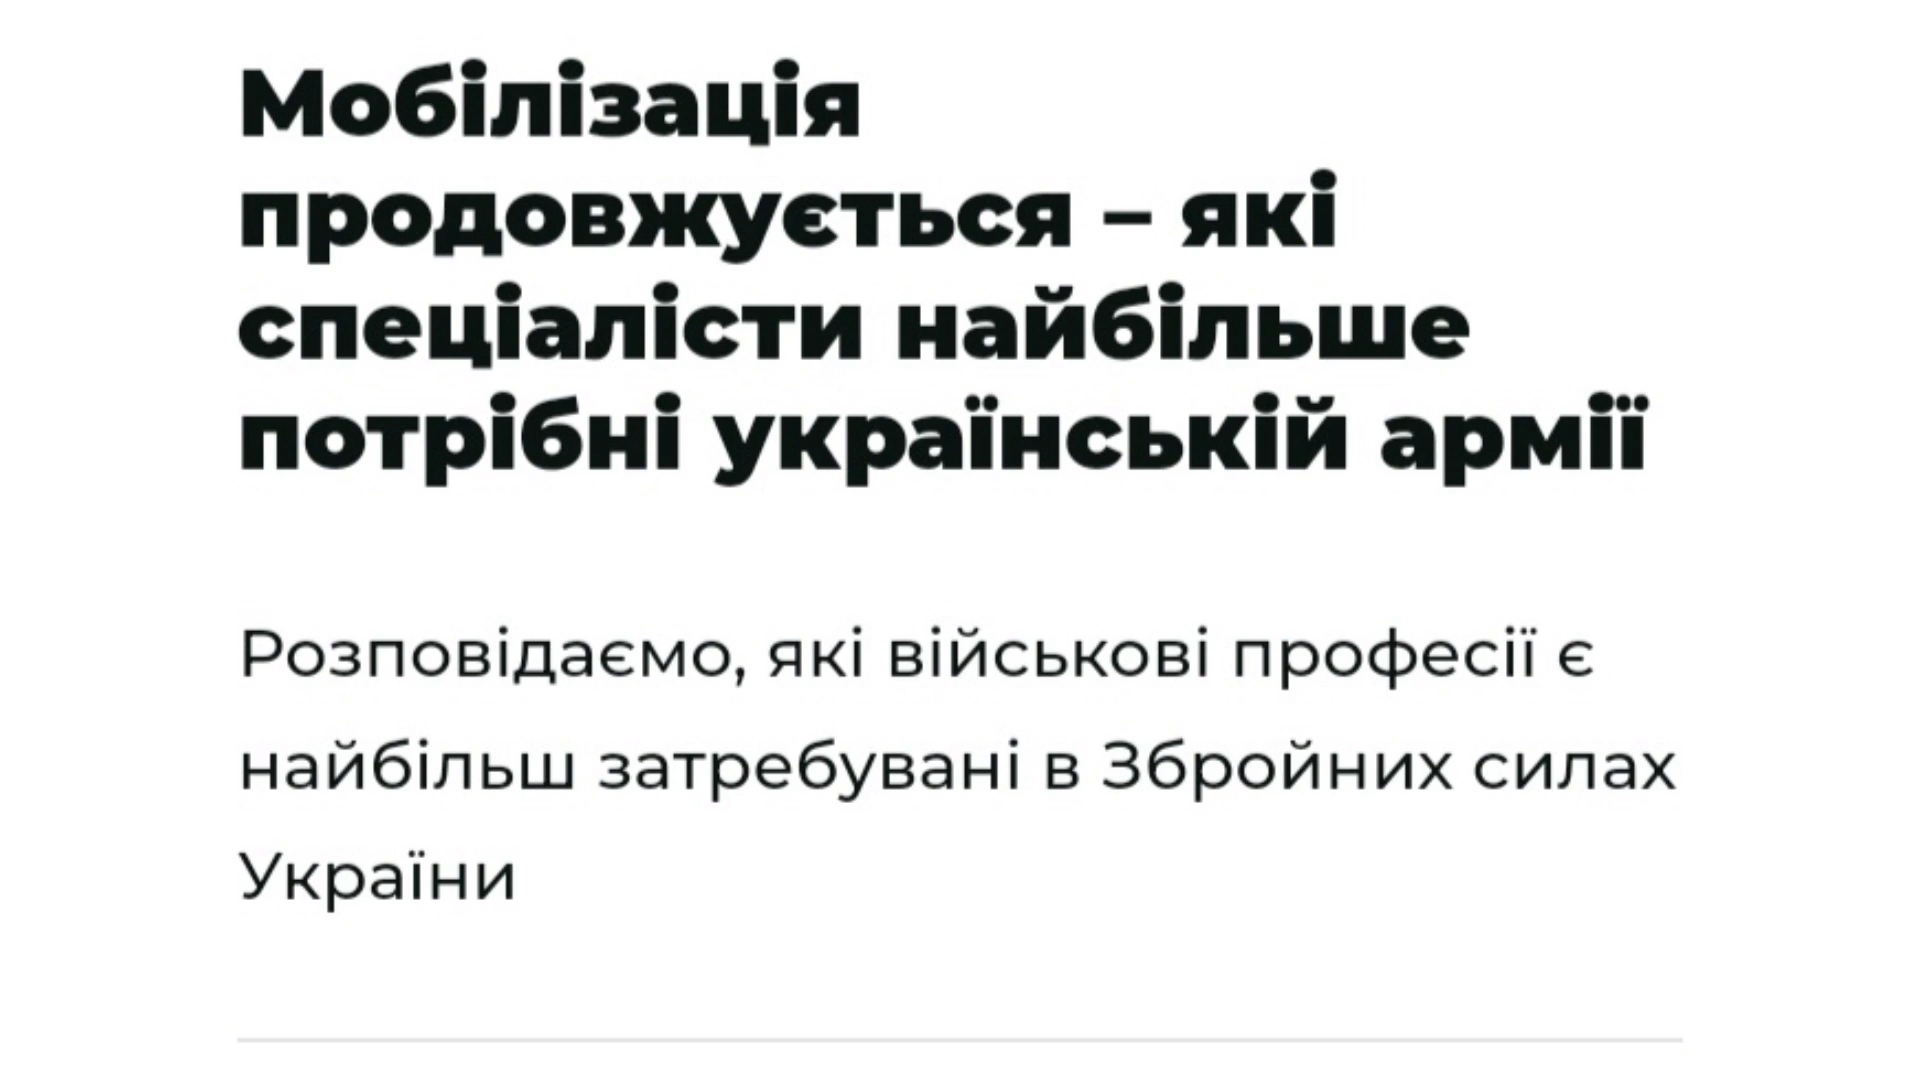 Мобілізація
продовжується – які
спеціалісти найбільше
потрібні українській армії
Розповідаємо, які військові професії є
найбільш затребувані в Збройних силах
України